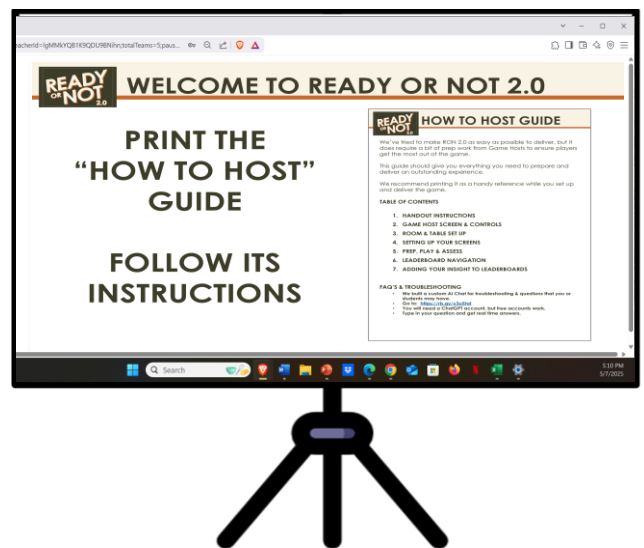 eacherId=lgMMkYQB1K9QDU9BNihn;totalTeams=5;paus...
READY
OR NOT
2.0
WELCOME TO READY OR NOT 2.0
PRINT THE
“HOW TO HOST”
GUIDE
FOLLOW ITS
INSTRUCTIONS
READY
OR NOT
2.0
HOW TO HOST GUIDE
We've tried to make RON 2.0 as easy as possible to deliver, but it
does require a bit of prep work from Game Hosts to ensure players
get the most out of the game.
This guide should give you everything you need to prepare and
deliver an outstanding experience.
We recommend printing it as a handy reference while you set up
and deliver the game.
TABLE OF CONTENTS
1. HANDOUT INSTRUCTIONS
2. GAME HOST SCREEN & CONTROLS
3. ROOM & TABLE SET UP
4. SETTING UP YOUR SCREENS
5. PREP, PLAY & ASSESS
6. LEADERBOARD NAVIGATION
7. ADDING YOUR INSIGHT TO LEADERBOARDS
FAQ'S & TROUBLESHOOTING
• We built a custom AI Chat for troubleshooting & questions that you or
students may have.
• Go to:
• You will need a ChatGPT account, but free accounts work.
• Type in your question and get real time answers.
Search
5:10 PM
5/7/2025